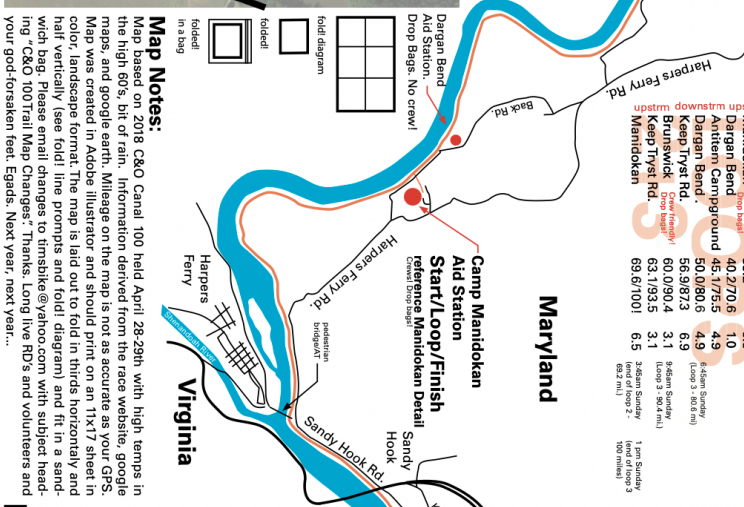 Drop bags!
Dargan Bend 40.2/70.6 1.0
Antitem Campground 45.1/75.5 4.9
Dargan Bend . 50.0/80.6 4.9 6:45am Sunday
(Loop 3 - 80.6 mi)
Keep Tryst Rd. 56.9/87.3 6.9
Brunswick Crew friendly! 60.0/90.4 3.1 9:45am Sunday
Drop bags! (Loop 3 - 90.4 mi.)
Keep Tryst Rd. 63.1/93.5 3.1
Manidokan 69.6/100! 6.5 3:45am Sunday
(end of loop 2 -
69.2 mi.)
1 pm Sunday
(end of loop 3
100 miles)
upstrm downstrm ups
3
Harpers Ferry Rd.
Maryland
Back Rd.
Dargan Bend
Aid Station.
Drop Bags. No crew!
Camp Manidokan
Aid Station
Start/Loop/Finish
reference Manidokan Detail
Crews! Drop bags!
Harpers Ferry Rd.
Sandy
Hook
Sandy Hook Rd.
pedestrian
bridge/AT
Harpers
Ferry
Shenandoah River
Virginia
fold! diagram
folded!
folded!
in a bag
Map Notes:
Map based on 2018 C&O Canal 100 held April 28-29th with high temps in
the high 60's, bit of rain. Information derived from the race website, google
maps, and google earth. Mileage on the map is not as accurate as your GPS.
Map was created in Adobe illustrator and should print on an 11x17 sheet in
color, landscape format. The map is laid out to fold in thirds horizontally and
half vertically (see fold! line prompts and fold! diagram) and fit in a sand-
wich bag. Please email changes to timsbike@yahoo.com with subject head-
ing "C&O 100 Trail Map Changes". Thanks. Long live RD's and volunteers and
your god-forsaken feet. Egads. Next year, next year...